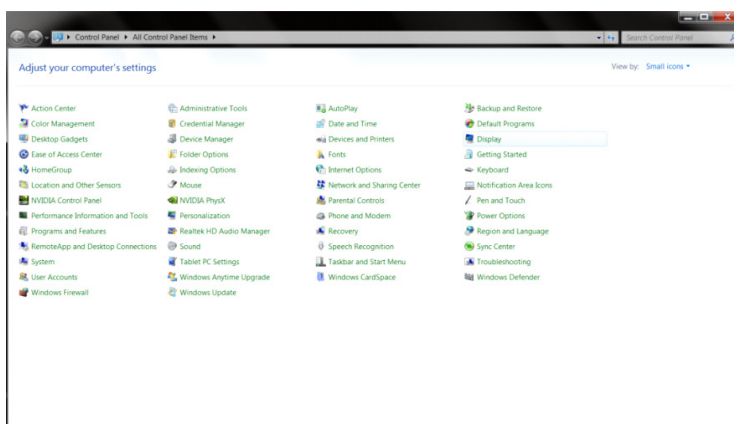 Control Panel ▸ All Control Panel Items ▸
Search Control Panel
Adjust your computer's settings
View by: Small icons
Action Center
Administrative Tools
AutoPlay
Backup and Restore
Color Management
Credential Manager
Date and Time
Default Programs
Desktop Gadgets
Device Manager
Devices and Printers
Display
Ease of Access Center
Folder Options
Fonts
Getting Started
HomeGroup
Indexing Options
Internet Options
Keyboard
Location and Other Sensors
Mouse
Network and Sharing Center
Notification Area Icons
NVIDIA Control Panel
NVIDIA PhysX
Parental Controls
Pen and Touch
Performance Information and Tools
Personalization
Phone and Modem
Power Options
Programs and Features
Realtek HD Audio Manager
Recovery
Region and Language
RemoteApp and Desktop Connections
Sound
Speech Recognition
Sync Center
System
Tablet PC Settings
Taskbar and Start Menu
Troubleshooting
User Accounts
Windows Anytime Upgrade
Windows CardSpace
Windows Defender
Windows Firewall
Windows Update